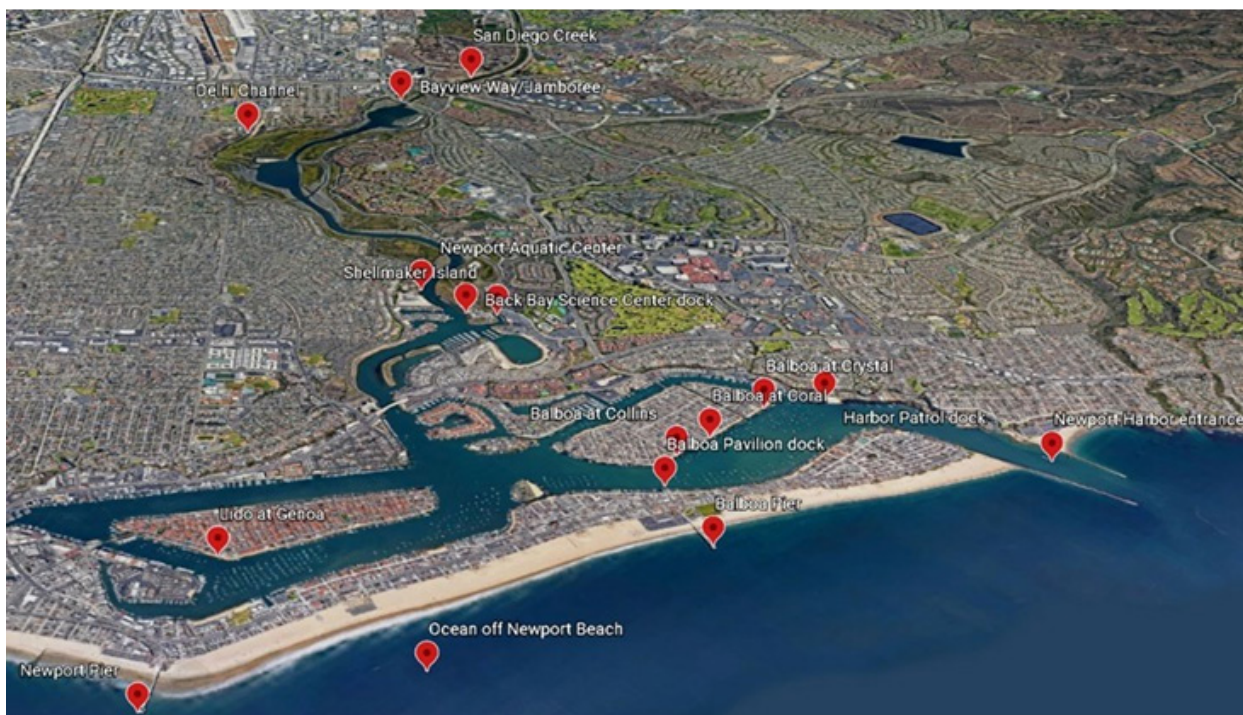 San Diego Creek
Bayview Way/Jamboree
Delhi Channel
Newport Aquatic Center
Shellmaker Island
Back Bay Science Center dock
Balboa at Crystal
Balboa at Coral
Balboa at Collins
Harbor Patrol dock
Newport Harbor entrance
Balboa Pavilion dock
Balboa Pier
Lido at Genoa
Ocean off Newport Beach
Newport Pier